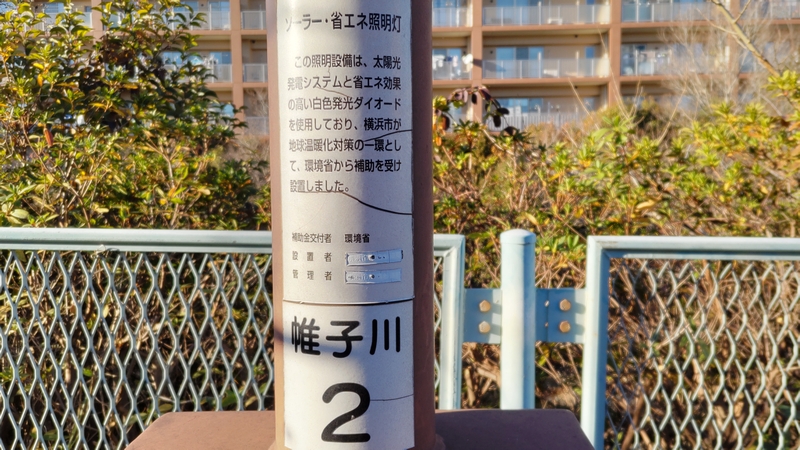 ソーラー・省エネ照明灯
この照明設備は、太陽光
発電システムと省エネ効果
の高い白色発光ダイオード
を使用しており、横浜市が
地球温暖化対策の一環とし
て、環境省から補助を受け
設置しました。
補助金交付者 環境省
設置者
管理者
帷子川
2